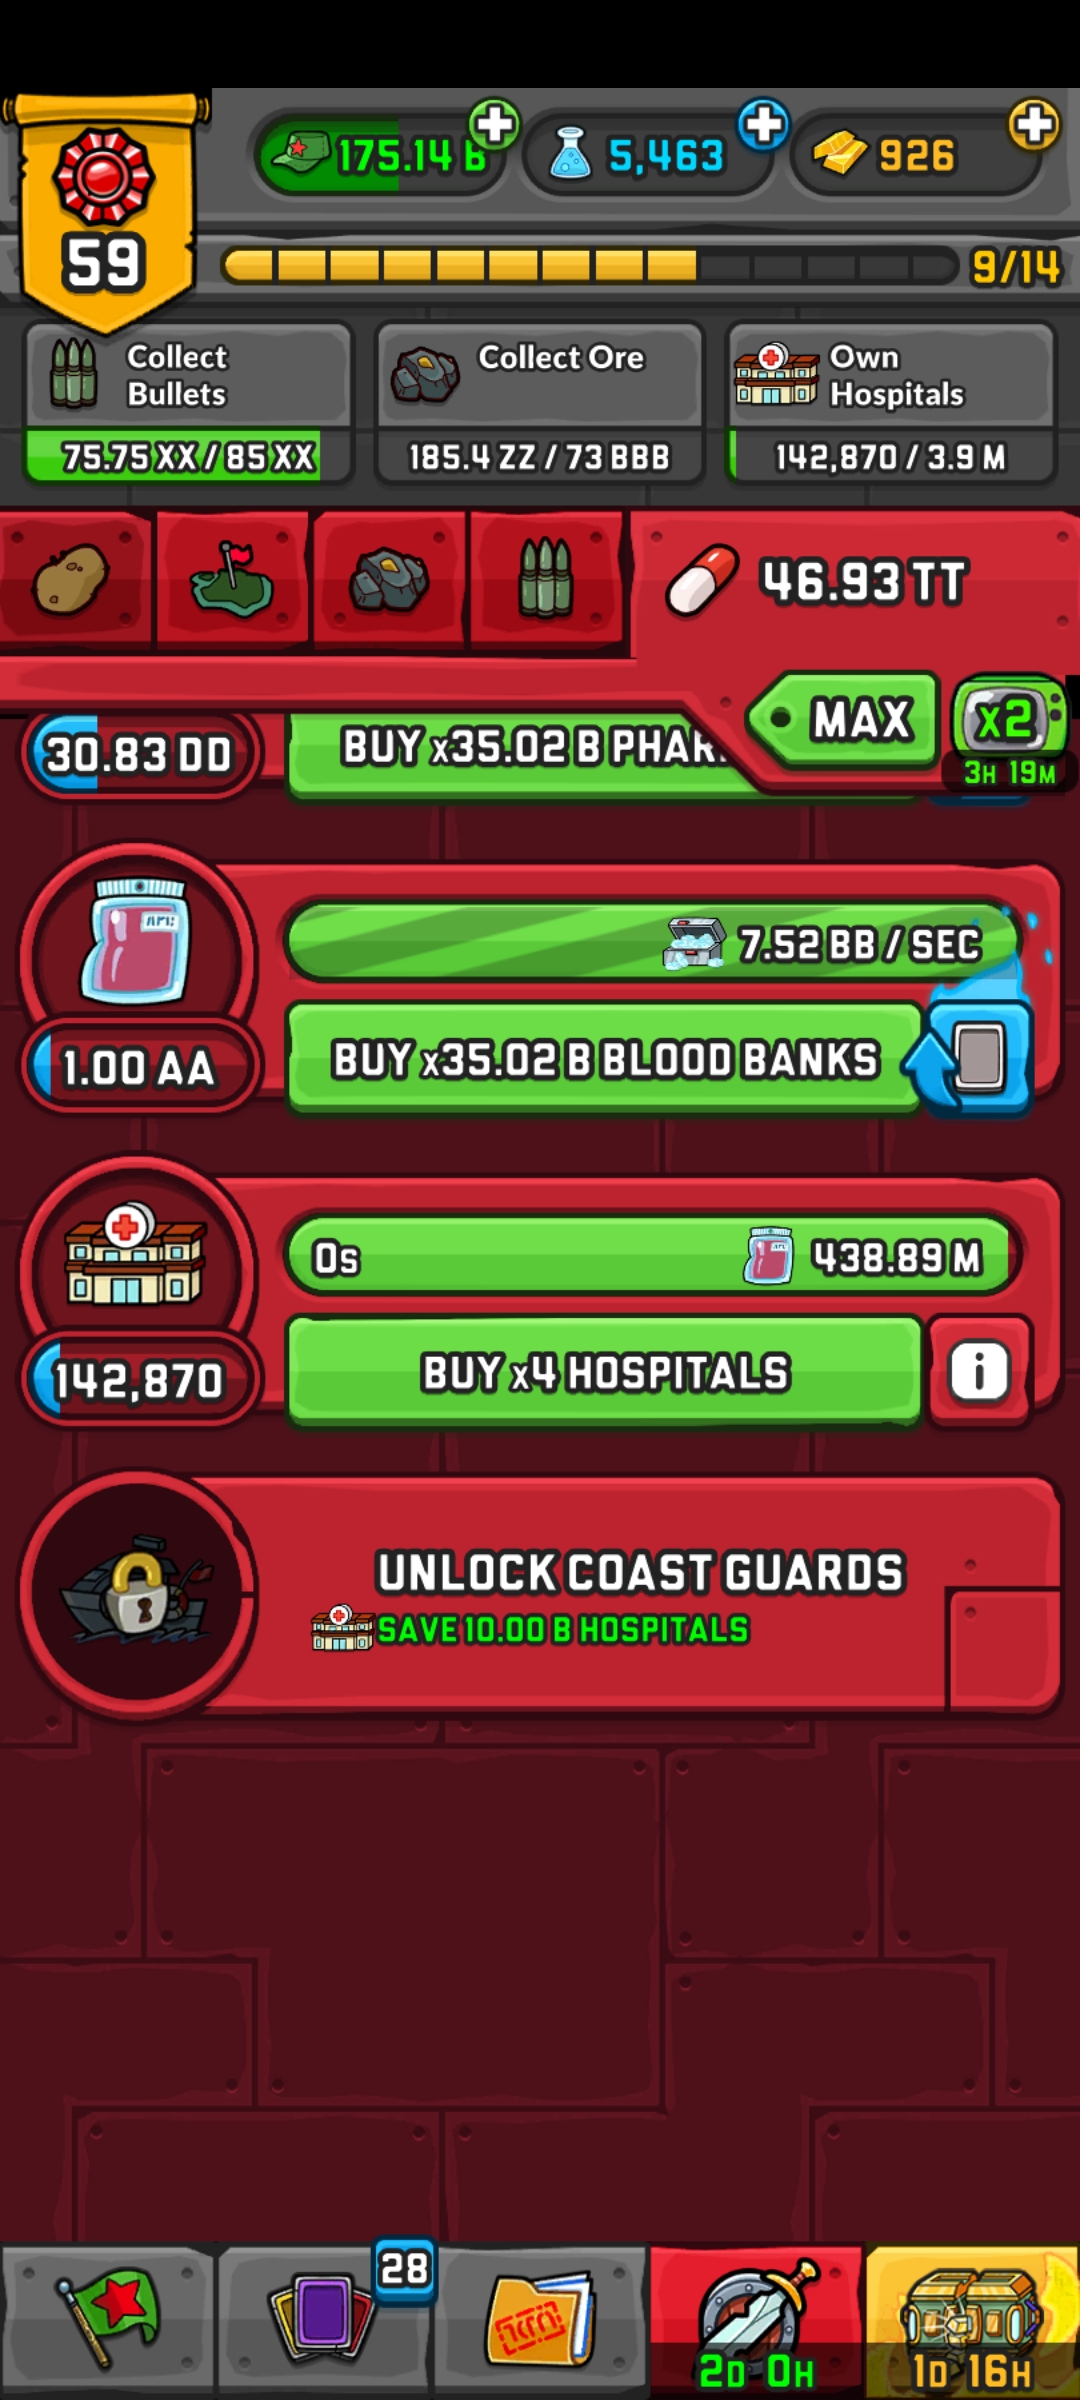 175.14 B
5,463
926
59
9/14
Collect
Bullets
Collect Ore
Own
Hospitals
75.75 XX / 85 XX
185.4 ZZ / 73 BBB
142,870 / 3.9 M
46.93 TT
MAX
x2
3H 19M
30.83 DD
BUY x35.02 B PHAR
7.52 BB / SEC
1.00 AA
BUY x35.02 B BLOOD BANKS
0s
438.89 M
142,870
BUY x4 HOSPITALS
i
UNLOCK COAST GUARDS
SAVE 10.00 B HOSPITALS
28
2D 0H
1D 16H